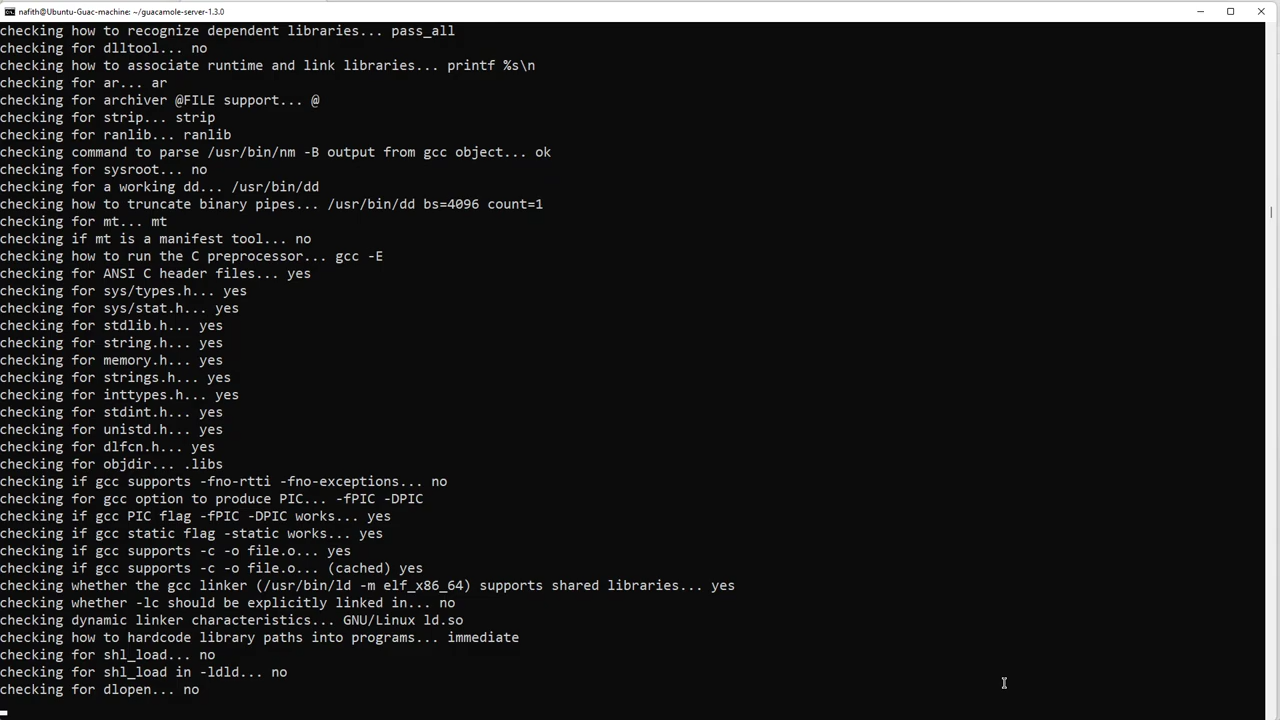 nafith@Ubuntu-Guac-machine: ~/guacamole-server-1.3.0
checking how to recognize dependent libraries... pass_all
checking for dlltool... no
checking how to associate runtime and link libraries... printf %s\n
checking for ar... ar
checking for archiver @FILE support... @
checking for strip... strip
checking for ranlib... ranlib
checking command to parse /usr/bin/nm -B output from gcc object... ok
checking for sysroot... no
checking for a working dd... /usr/bin/dd
checking how to truncate binary pipes... /usr/bin/dd bs=4096 count=1
checking for mt... mt
checking if mt is a manifest tool... no
checking how to run the C preprocessor... gcc -E
checking for ANSI C header files... yes
checking for sys/types.h... yes
checking for sys/stat.h... yes
checking for stdlib.h... yes
checking for string.h... yes
checking for memory.h... yes
checking for strings.h... yes
checking for inttypes.h... yes
checking for stdint.h... yes
checking for unistd.h... yes
checking for dlfcn.h... yes
checking for objdir... .libs
checking if gcc supports -fno-rtti -fno-exceptions... no
checking for gcc option to produce PIC... -fPIC -DPIC
checking if gcc PIC flag -fPIC -DPIC works... yes
checking if gcc static flag -static works... yes
checking if gcc supports -c -o file.o... yes
checking if gcc supports -c -o file.o... (cached) yes
checking whether the gcc linker (/usr/bin/ld -m elf_x86_64) supports shared libraries... yes
checking whether -lc should be explicitly linked in... no
checking dynamic linker characteristics... GNU/Linux ld.so
checking how to hardcode library paths into programs... immediate
checking for shl_load... no
checking for shl_load in -ldld... no
checking for dlopen... no